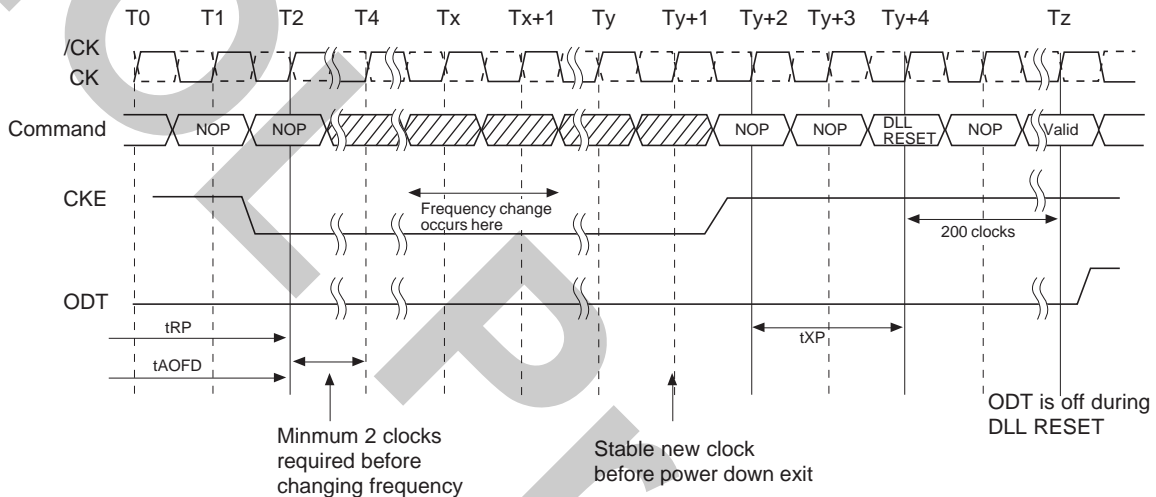 T0 T1 T2 T4 Tx Tx+1 Ty Ty+1 Ty+2 Ty+3 Ty+4 Tz
/CK
CK
Command NOP NOP NOP NOP DLL RESET NOP Valid
CKE
Frequency change
occurs here
200 clocks
ODT
tRP
tXP
tAOFD
Minmum 2 clocks
required before
changing frequency
Stable new clock
before power down exit
ODT is off during
DLL RESET